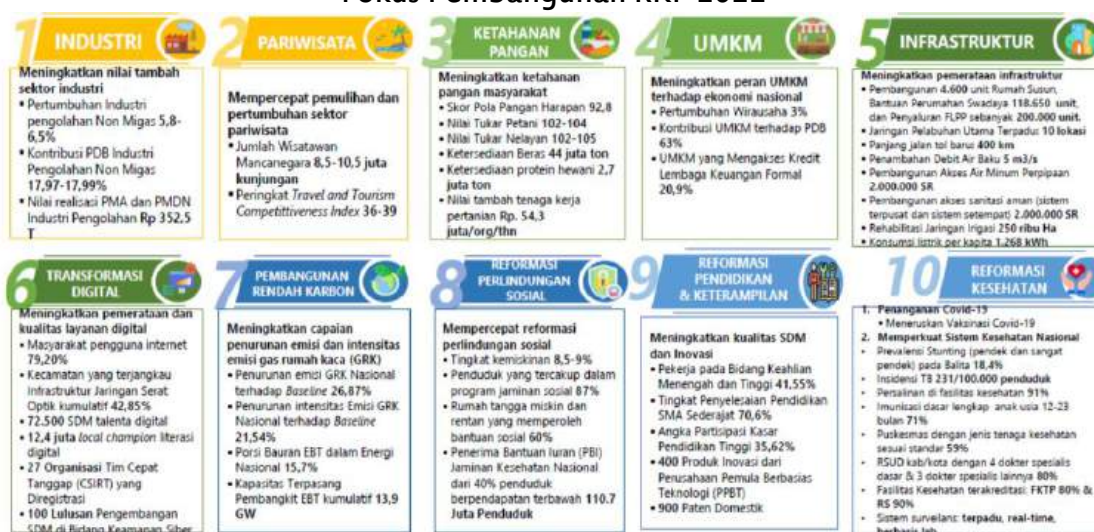 Fokus Pembangunan RKP 2022
1 INDUSTRI
Meningkatkan nilai tambah
sektor industri
• Pertumbuhan Industri
pengolahan Non Migas 5,8-
6,5%
• Kontribusi PDB Industri
Pengolahan Non Migas
17,97-17,99%
• Nilai realisasi PMA dan PMDN
Industri Pengolahan Rp 352,5
T
2 PARIWISATA
Mempercepat pemulihan dan
pertumbuhan sektor
pariwisata
• Jumlah Wisatawan
Mancanegara 8,5-10,5 juta
kunjungan
• Peringkat Travel and Tourism
Competittiveness Index 36-39
3 KETAHANAN
PANGAN
Meningkatkan ketahanan
pangan masyarakat
• Skor Pola Pangan Harapan 92,8
• Nilai Tukar Petani 102-104
• Nilai Tukar Nelayan 102-105
• Ketersediaan Beras 44 juta ton
• Ketersediaan protein hewani 2,7
juta ton
• Nilai tambah tenaga kerja
pertanian Rp. 54,3
juta/org/thn
4 UMKM
Meningkatkan peran UMKM
terhadap ekonomi nasional
• Pertumbuhan Wirausaha 3%
• Kontribusi UMKM terhadap PDB
63%
• UMKM yang Mengakses Kredit
Lembaga Keuangan Formal
20,9%
5 INFRASTRUKTUR
Meningkatkan pemerataan infrastruktur
• Pembangunan 4.600 unit Rumah Susun,
Bantuan Perumahan Swadaya 118.650 unit,
dan Penyaluran FLPP sebanyak 200.000 unit.
• Jaringan Pelabuhan Utama Terpadu: 10 lokasi
• Panjang jalan tol baru: 400 km
• Penambahan Debit Air Baku 5 m3/s
• Pembangunan Akses Air Minum Perpipaan
2.000.000 SR
• Pembangunan akses sanitasi aman (sistem
terpusat dan sistem setempat) 2.000.000 SR
• Rehabilitasi Jaringan Irigasi 250 ribu Ha
• Konsumsi listrik per kapita 1.268 kWh
6 TRANSFORMASI
DIGITAL
Meningkatkan pemerataan dan
kualitas layanan digital
• Masyarakat pengguna internet
79,20%
• Kecamatan yang terjangkau
Infrastruktur Jaringan Serat
Optik kumulatif 42,85%
• 72.500 SDM talenta digital
• 12,4 juta local champion literasi
digital
• 27 Organisasi Tim Cepat
Tanggap (CSIRT) yang
Diregistrasi
• 100 Lulusan Pengembangan
SDM di Bidang Keamanan Siber
7 PEMBANGUNAN
RENDAH KARBON
Meningkatkan capaian
penurunan emisi dan intensitas
emisi gas rumah kaca (GRK)
• Penurunan emisi GRK Nasional
terhadap Baseline 26,87%
• Penurunan intensitas Emisi GRK
Nasional terhadap Baseline
21,54%
• Porsi Bauran EBT dalam Energi
Nasional 15,7%
• Kapasitas Terpasang
Pembangkit EBT kumulatif 13,9
GW
8 REFORMASI
PERLINDUNGAN
SOSIAL
Mempercepat reformasi
perlindungan sosial
• Tingkat kemiskinan 8,5-9%
• Penduduk yang tercakup dalam
program jaminan sosial 87%
• Rumah tangga miskin dan
rentan yang memperoleh
bantuan sosial 60%
• Penerima Bantuan Iuran (PBI)
Jaminan Kesehatan Nasional
dari 40% penduduk
berpendapatan terbawah 110.7
Juta Penduduk
9 REFORMASI
PENDIDIKAN
& KETERAMPILAN
Meningkatkan kualitas SDM
dan Inovasi
• Pekerja pada Bidang Keahlian
Menengah dan Tinggi 41,55%
• Tingkat Penyelesaian Pendidikan
SMA Sederajat 70,6%
• Angka Partisipasi Kasar
Pendidikan Tinggi 35,62%
• 400 Produk Inovasi dari
Perusahaan Pemula Berbasis
Teknologi (PPBT)
• 900 Paten Domestik
10 REFORMASI
KESEHATAN
1. Penanganan Covid-19
• Meneruskan Vaksinasi Covid-19
2. Memperkuat Sistem Kesehatan Nasional
- Prevalensi Stunting (pendek dan sangat
pendek) pada Balita 18,4%
- Insidensi TB 231/100.000 penduduk
- Persalinan di fasilitas kesehatan 91%
- Imunisasi dasar lengkap anak usia 12-23
bulan 71%
- Puskesmas dengan jenis tenaga kesehatan
sesuai standar 59%
- RSUD kab/kota dengan 4 dokter spesialis
dasar & 3 dokter spesialis lainnya 80%
- Fasilitas Kesehatan terakreditasi: FKTP 80% &
RS 90%
- Sistem surveilans: terpadu, real-time,
berbasis lab